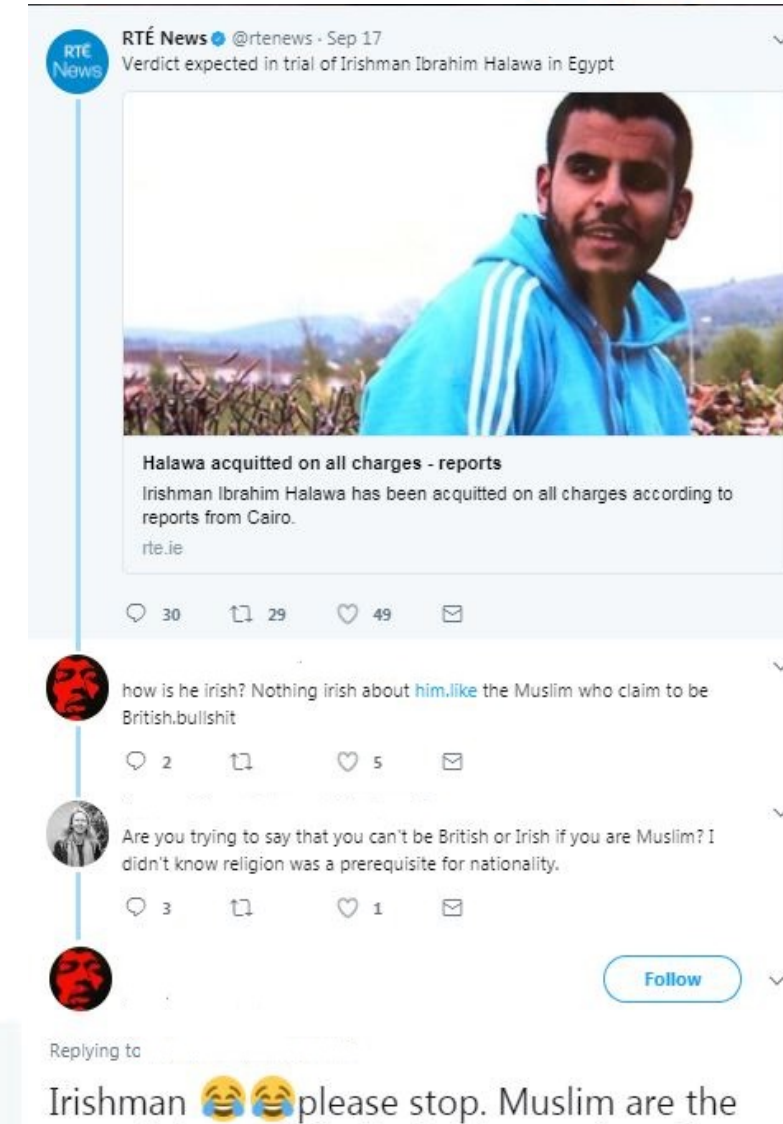 RTÉ News @rtenews · Sep 17
RTÉ
News
Verdict expected in trial of Irishman Ibrahim Halawa in Egypt
Halawa acquitted on all charges - reports
Irishman Ibrahim Halawa has been acquitted on all charges according to
reports from Cairo.
rte.ie
30 29 49
how is he irish? Nothing irish about him.like the Muslim who claim to be
British.bullshit
2 5
Are you trying to say that you can't be British or Irish if you are Muslim? I
didn't know religion was a prerequisite for nationality.
3 1
Follow
Replying to
Irishman 😂😂please stop. Muslim are the